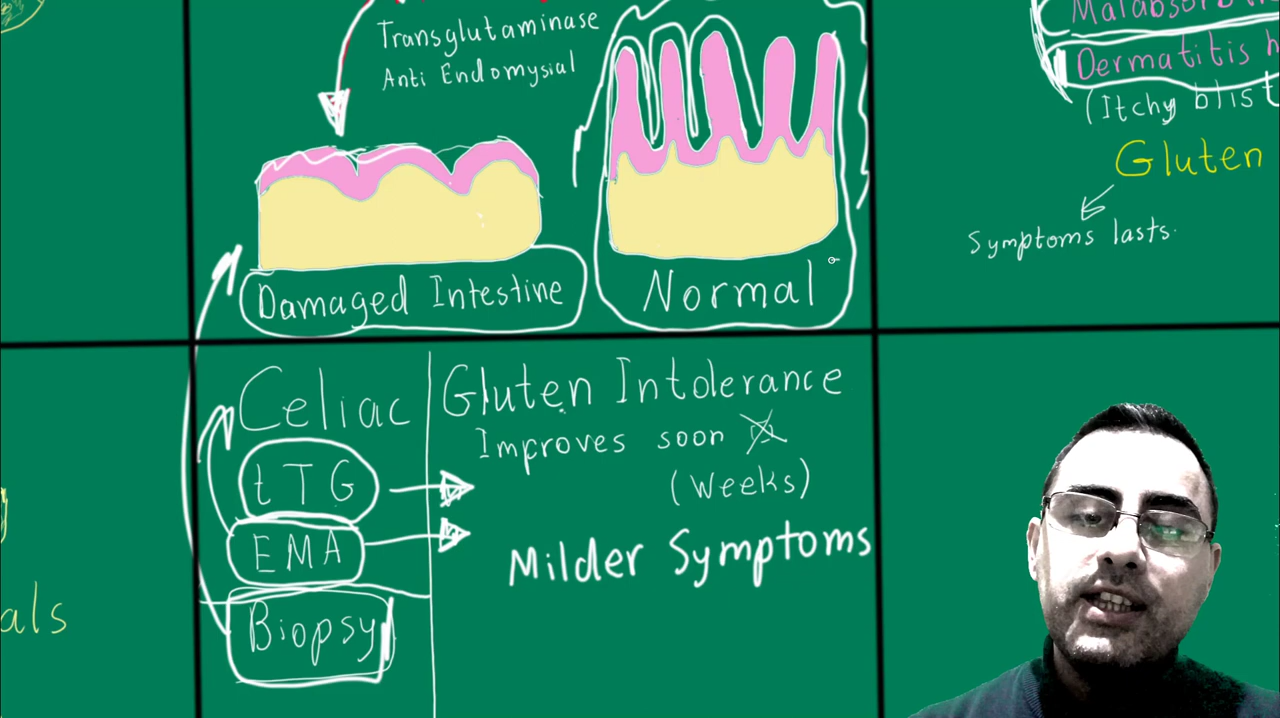 Transglutaminase
Anti Endomysial
Damaged Intestine
Normal
Dermatitis
(Itchy
Gluten
Symptoms lasts
Celiac
tTG
EMA
Biopsy
Gluten Intolerance
Improves soon
(Weeks)
Milder Symptoms
als